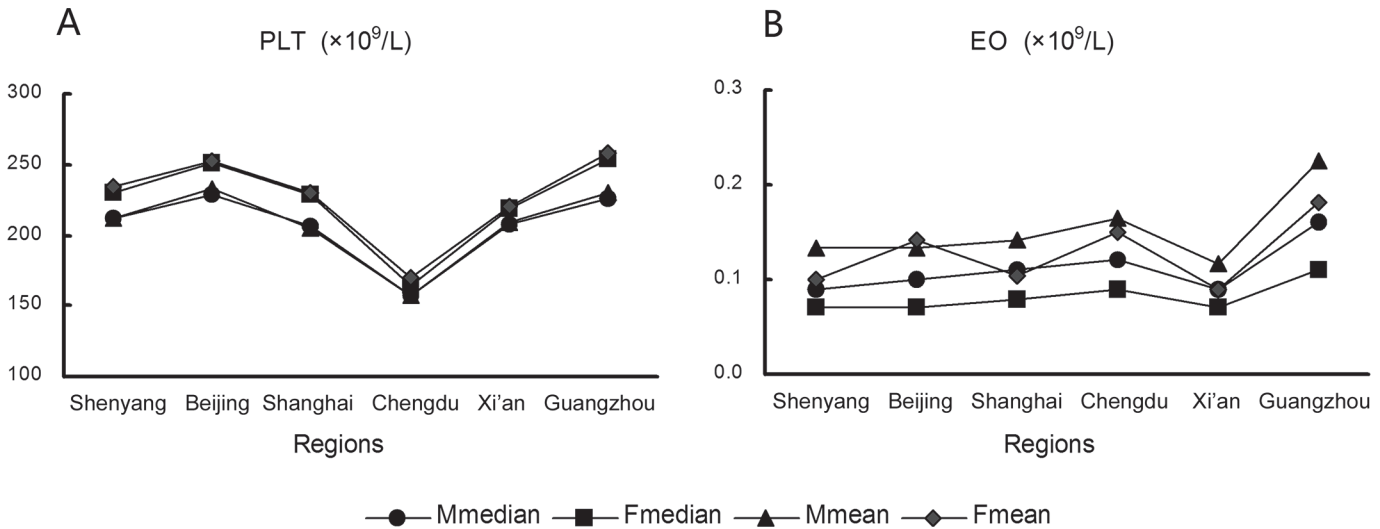 A
PLT (×10⁹/L)
300
250
200
150
100
Shenyang Beijing Shanghai Chengdu Xi’an Guangzhou
Regions
B
EO (×10⁹/L)
0.3
0.2
0.1
0.0
Shenyang Beijing Shanghai Chengdu Xi’an Guangzhou
Regions
Mmedian Fmedian Mmean Fmean